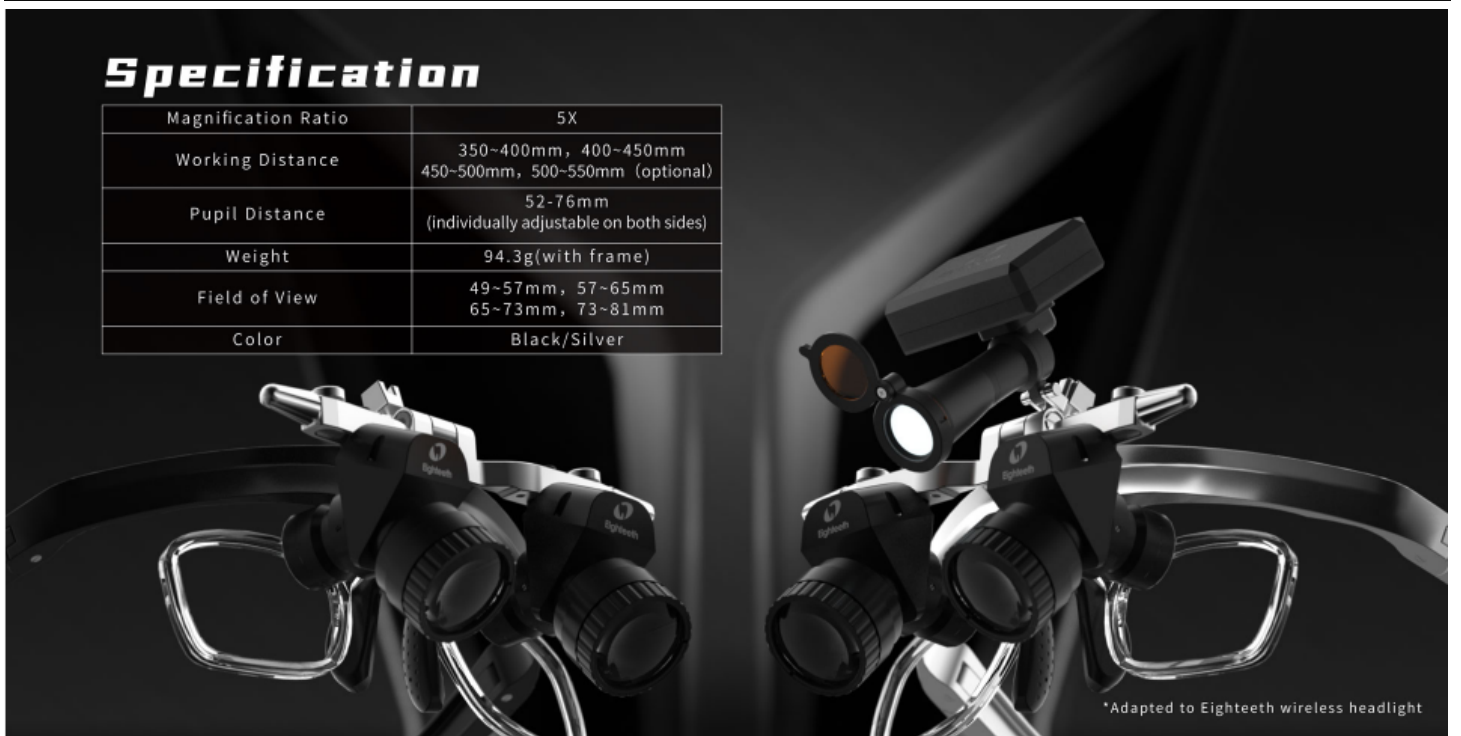 Specification
Magnification Ratio
5X
Working Distance
350~400mm, 400~450mm
450~500mm, 500~550mm (optional)
Pupil Distance
52-76mm
(individually adjustable on both sides)
Weight
94.3g(with frame)
Field of View
49~57mm, 57~65mm
65~73mm, 73~81mm
Color
Black/Silver
Eighteeth
Eighteeth
Eighteeth
Eighteeth
*Adapted to Eighteeth wireless headlight